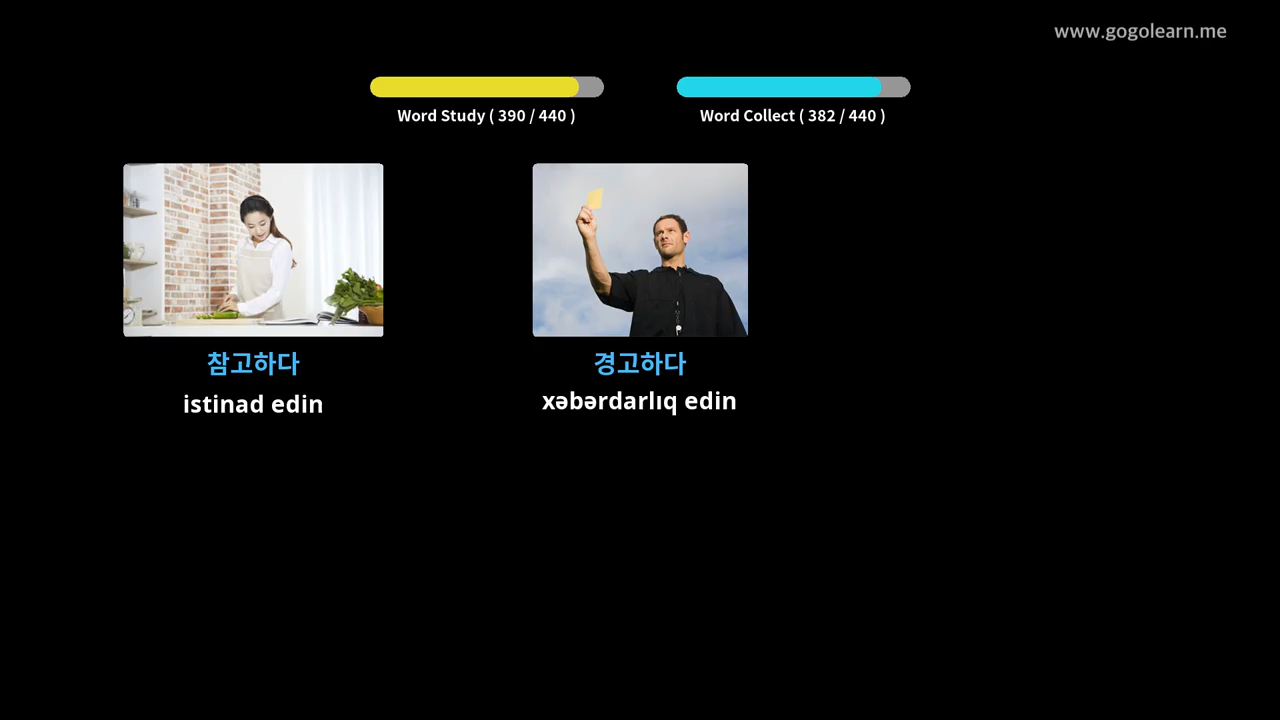 www.gogolearn.me
Word Study ( 390 / 440 )
Word Collect ( 382 / 440 )
참고하다
istinad edin
경고하다
xəbərdarlıq edin